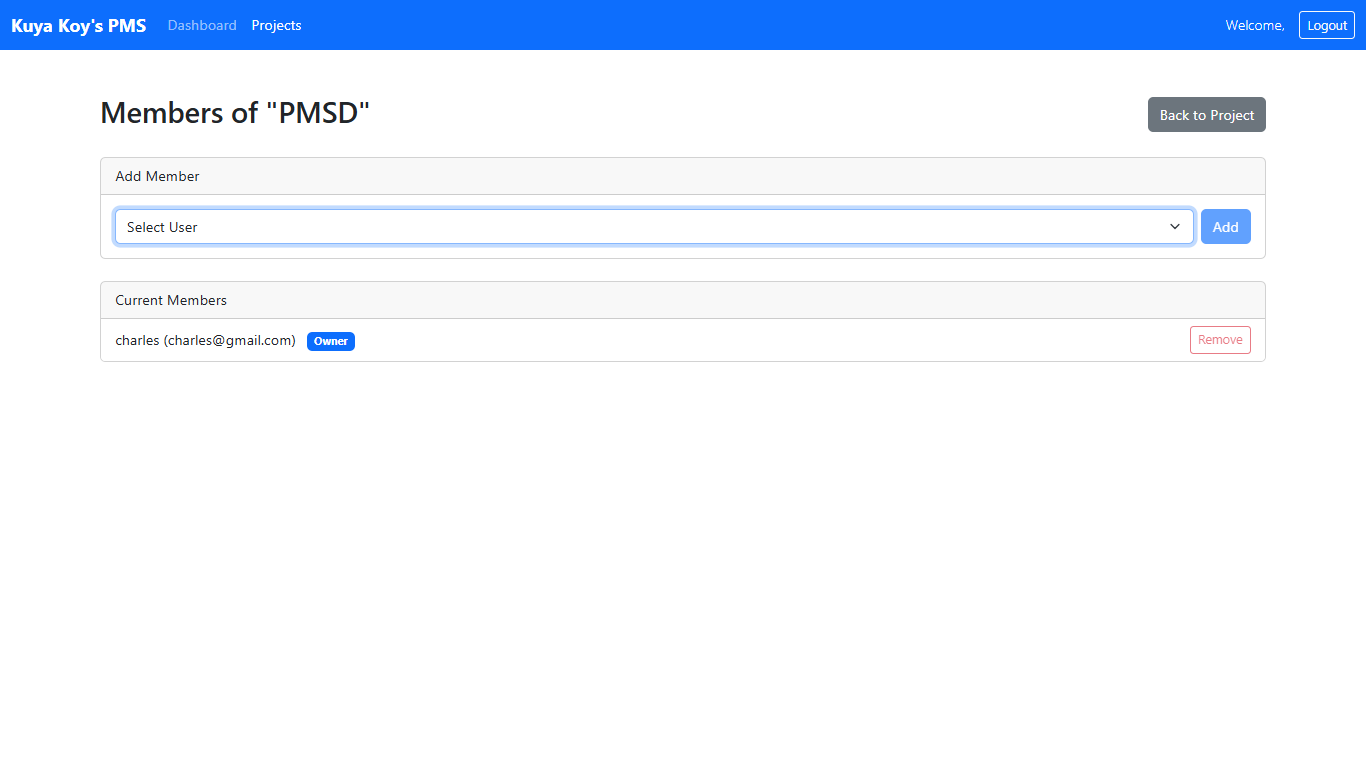 Kuya Koy's PMS Dashboard Projects Welcome, Logout
Members of "PMSD" Back to Project
Add Member
Select User Add
Current Members
charles (charles@gmail.com) Owner Remove